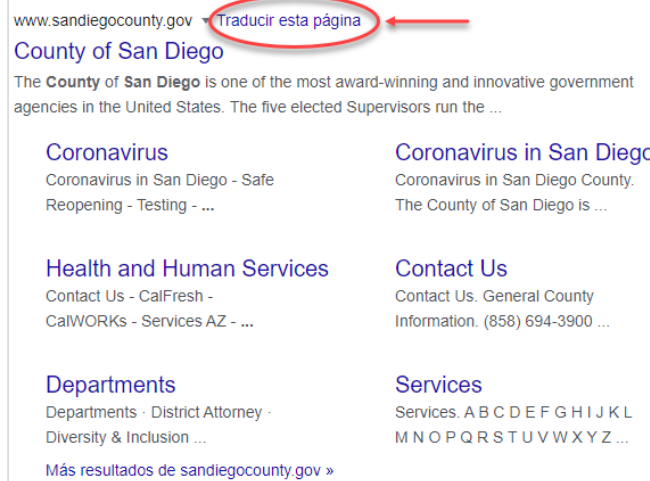 www.sandiegocounty.gov ▾ Traducir esta página
County of San Diego
The County of San Diego is one of the most award-winning and innovative government
agencies in the United States. The five elected Supervisors run the ...
Coronavirus
Coronavirus in San Diego - Safe
Reopening - Testing - ...
Coronavirus in San Diego
Coronavirus in San Diego County.
The County of San Diego is ...
Health and Human Services
Contact Us - CalFresh -
CalWORKs - Services AZ - ...
Contact Us
Contact Us. General County
Information. (858) 694-3900 ...
Departments
Departments · District Attorney ·
Diversity & Inclusion ...
Services
Services. A B C D E F G H I J K L
M N O P Q R S T U V W X Y Z ...
Más resultados de sandiegocounty.gov »